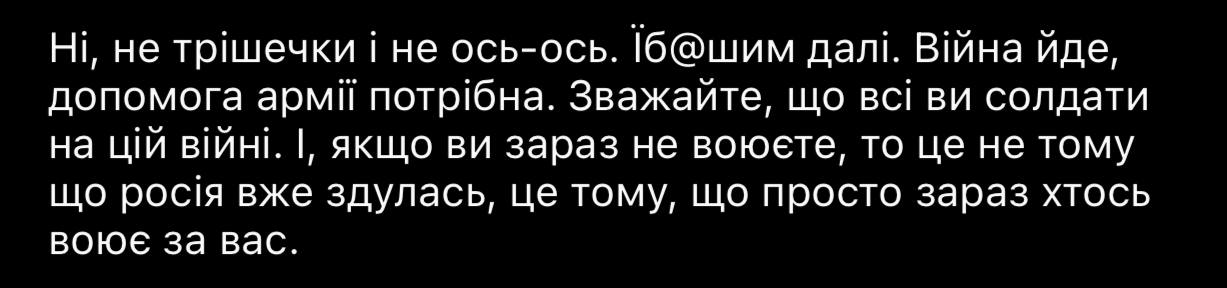 Ні, не трішечки і не ось-ось. Їб@шим далі. Війна йде,
допомога армії потрібна. Зважайте, що всі ви солдати
на цій війні. І, якщо ви зараз не воюєте, то це не тому
що росія вже здулась, це тому, що просто зараз хтось
воює за вас.